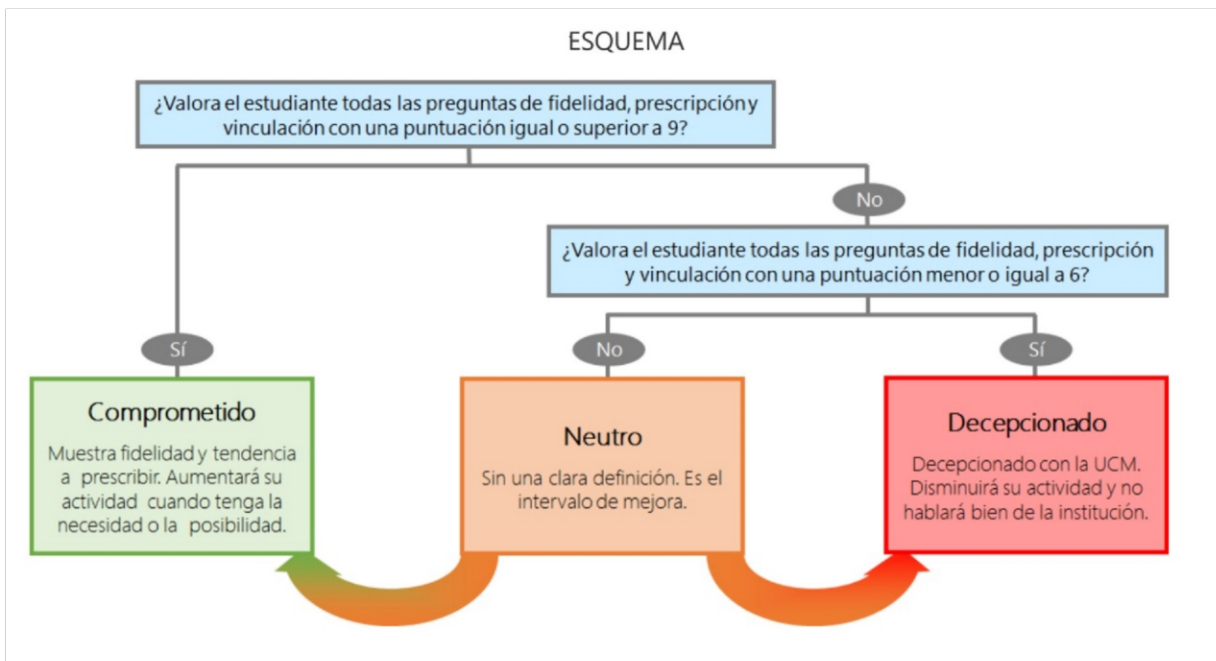 ESQUEMA
¿Valora el estudiante todas las preguntas de fidelidad, prescripción y
vinculación con una puntuación igual o superior a 9?
No
¿Valora el estudiante todas las preguntas de fidelidad, prescripción
y vinculación con una puntuación menor o igual a 6?
Sí
No
Sí
Comprometido
Muestra fidelidad y tendencia
a prescribir. Aumentará su
actividad cuando tenga la
necesidad o la posibilidad.
Neutro
Sin una clara definición. Es el
intervalo de mejora.
Decepcionado
Decepcionado con la UCM.
Disminuirá su actividad y no
hablará bien de la institución.